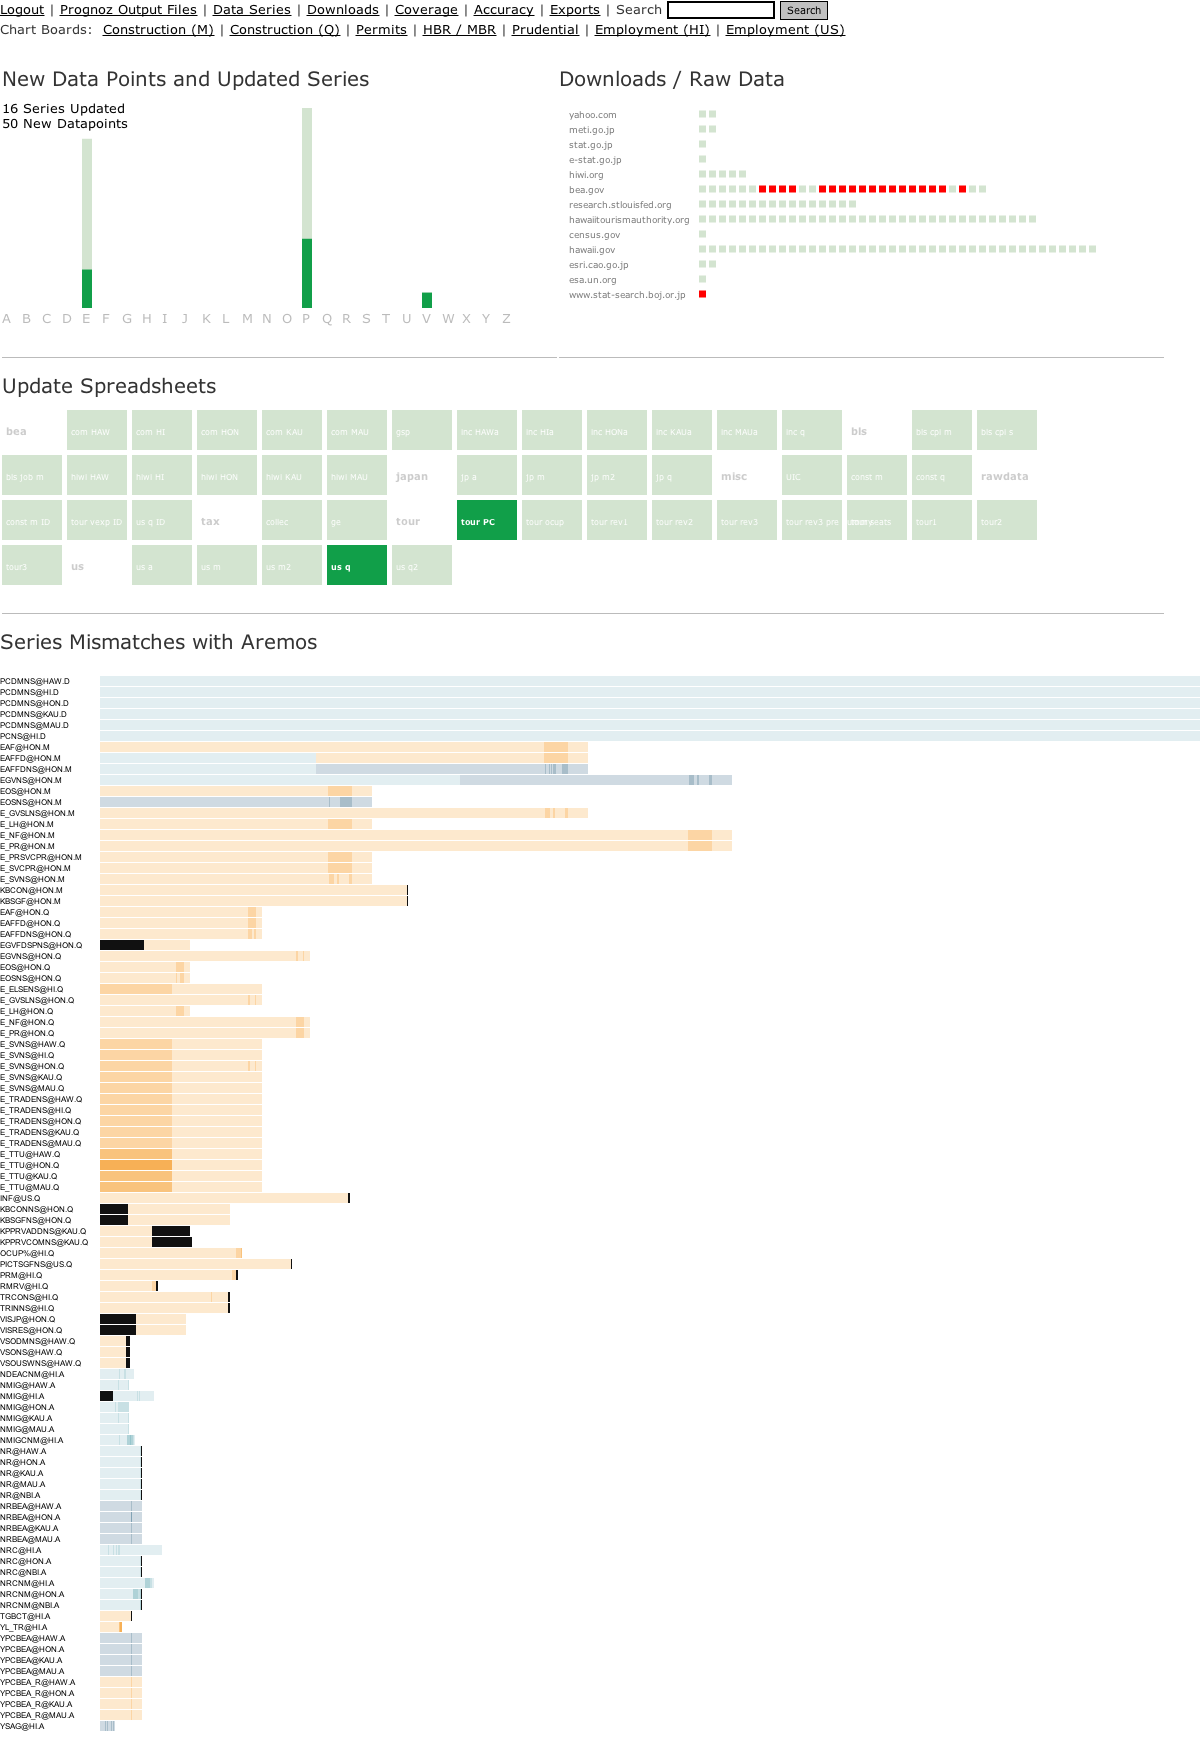 Logout | Prognoz Output Files | Data Series | Downloads | Coverage | Accuracy | Exports | Search Search
Chart Boards: Construction (M) | Construction (Q) | Permits | HBR / MBR | Prudential | Employment (HI) | Employment (US)
New Data Points and Updated Series
16 Series Updated
50 New Datapoints
A B C D E F G H I J K L M N O P Q R S T U V W X Y Z
Downloads / Raw Data
yahoo.com
meti.go.jp
stat.go.jp
e-stat.go.jp
hiwi.org
bea.gov
research.stlouisfed.org
hawaiitourismauthority.org
census.gov
hawaii.gov
esri.cao.go.jp
esa.un.org
www.stat-search.boj.or.jp
Update Spreadsheets
bea com HAW com HI com HON com KAU com MAU gsp inc HAWa inc HIa inc HONa inc KAUa inc MAUa inc q bls bls cpi m bls cpi s
bls job m hiwi HAW hiwi HI hiwi HON hiwi KAU hiwi MAU japan jp a jp m jp m2 jp q misc UIC const m const q rawdata
const m ID tour vexp ID us q ID tax collec ge tour tour PC tour ocup tour rev1 tour rev2 tour rev3 tour rev3 pre seats tour1 tour2
tour3 us us a us m us m2 us q us q2
Series Mismatches with Aremos
PCDMNS@HAW.D
PCDMNS@HI.D
PCDMNS@HON.D
PCDMNS@KAU.D
PCDMNS@MAU.D
PCNS@HI.D
EAF@HON.M
EAFFD@HON.M
EAFFDNS@HON.M
EGVNS@HON.M
EOS@HON.M
EOSNS@HON.M
E_GVSLNS@HON.M
E_LH@HON.M
E_NF@HON.M
E_PR@HON.M
E_PRSVCPR@HON.M
E_SVCPR@HON.M
E_SVNS@HON.M
KBCON@HON.M
KBSGF@HON.M
EAF@HON.Q
EAFFD@HON.Q
EAFFDNS@HON.Q
EGVFDSPNS@HON.Q
EGVNS@HON.Q
EOS@HON.Q
EOSNS@HON.Q
E_ELSENS@HI.Q
E_GVSLNS@HON.Q
E_LH@HON.Q
E_NF@HON.Q
E_PR@HON.Q
E_SVNS@HAW.Q
E_SVNS@HI.Q
E_SVNS@HON.Q
E_SVNS@KAU.Q
E_SVNS@MAU.Q
E_TRADENS@HAW.Q
E_TRADENS@HI.Q
E_TRADENS@HON.Q
E_TRADENS@KAU.Q
E_TRADENS@MAU.Q
E_TTU@HAW.Q
E_TTU@HON.Q
E_TTU@KAU.Q
E_TTU@MAU.Q
INF@US.Q
KBCONNS@HON.Q
KBSGFNS@HON.Q
KPPRVADDNS@KAU.Q
KPPRVCOMNS@KAU.Q
OCUP%@HI.Q
PICTSGFNS@US.Q
PRM@HI.Q
RMRV@HI.Q
TRCONS@HI.Q
TRINNS@HI.Q
VISJP@HON.Q
VISRES@HON.Q
VSODMNS@HAW.Q
VSONS@HAW.Q
VSOUSWNS@HAW.Q
NDEACNM@HI.A
NMIG@HAW.A
NMIG@HI.A
NMIG@HON.A
NMIG@KAU.A
NMIG@MAU.A
NMIGCNM@HI.A
NR@HAW.A
NR@HON.A
NR@KAU.A
NR@MAU.A
NR@NBI.A
NRBEA@HAW.A
NRBEA@HON.A
NRBEA@KAU.A
NRBEA@MAU.A
NRC@HI.A
NRC@HON.A
NRC@NBI.A
NRCNM@HI.A
NRCNM@HON.A
NRCNM@NBI.A
TGBCT@HI.A
YL_TR@HI.A
YPCBEA@HAW.A
YPCBEA@HON.A
YPCBEA@KAU.A
YPCBEA@MAU.A
YPCBEA_R@HAW.A
YPCBEA_R@HON.A
YPCBEA_R@KAU.A
YPCBEA_R@MAU.A
YSAG@HI.A